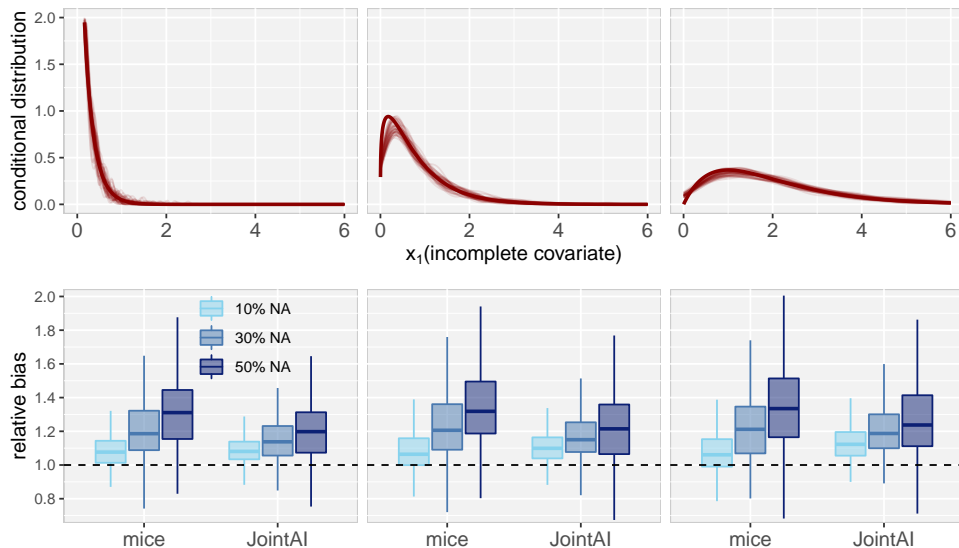 conditional distribution
2.0
1.5
1.0
0.5
0.0
0 2 4 6 0 2 4 6 0 2 4 6
x₁(incomplete covariate)
relative bias
2.0
1.8
1.6
1.4
1.2
1.0
0.8
10% NA
30% NA
50% NA
mice JointAI mice JointAI mice JointAI